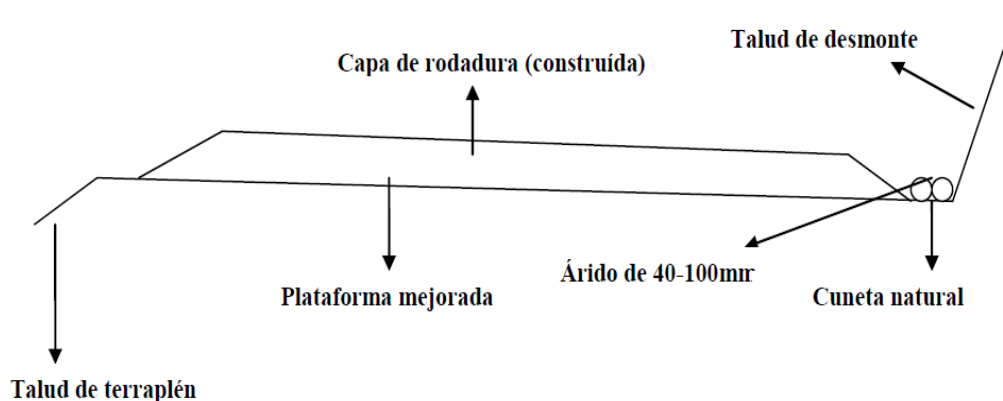 Talud de desmonte
Capa de rodadura (construída)
Árido de 40-100mm
Plataforma mejorada
Cuneta natural
Talud de terraplén